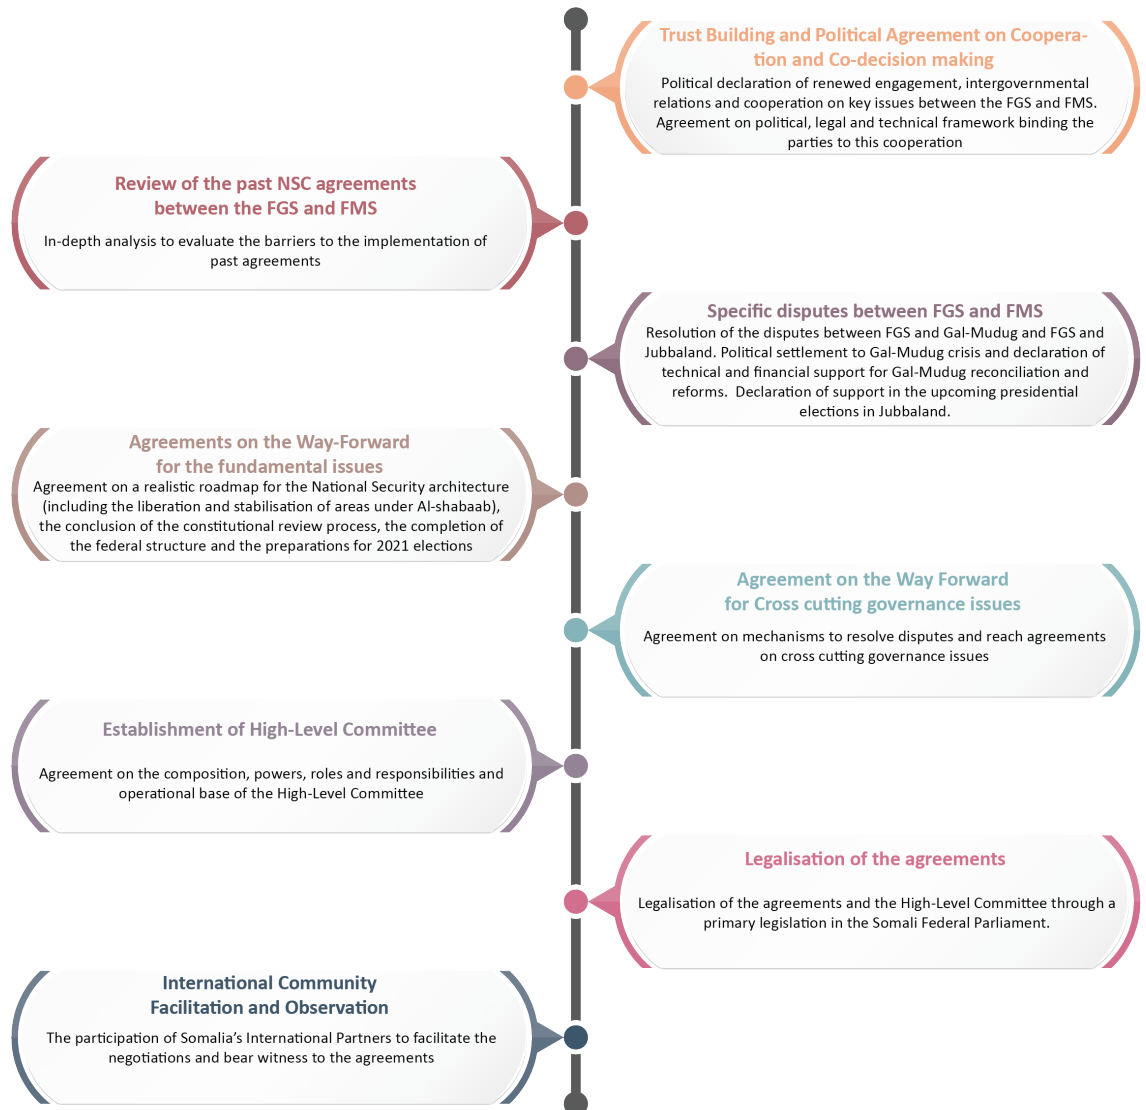 Trust Building and Political Agreement on Coopera-
tion and Co-decision making
Political declaration of renewed engagement, intergovernmental
relations and cooperation on key issues between the FGS and FMS.
Agreement on political, legal and technical framework binding the
parties to this cooperation
Review of the past NSC agreements
between the FGS and FMS
In-depth analysis to evaluate the barriers to the implementation of
past agreements
Specific disputes between FGS and FMS
Resolution of the disputes between FGS and Gal-Mudug and FGS and
Jubbaland. Political settlement to Gal-Mudug crisis and declaration of
technical and financial support for Gal-Mudug reconciliation and
reforms.  Declaration of support in the upcoming presidential
elections in Jubbaland.
Agreements on the Way-Forward
for the fundamental issues
Agreement on a realistic roadmap for the National Security architecture
(including the liberation and stabilisation of areas under Al-shabaab),
the conclusion of the constitutional review process, the completion of
the federal structure and the preparations for 2021 elections
Agreement on the Way Forward
for Cross cutting governance issues
Agreement on mechanisms to resolve disputes and reach agreements
on cross cutting governance issues
Establishment of High-Level Committee
Agreement on the composition, powers, roles and responsibilities and
operational base of the High-Level Committee
Legalisation of the agreements
Legalisation of the agreements and the High-Level Committee through a
primary legislation in the Somali Federal Parliament.
International Community
Facilitation and Observation
The participation of Somalia’s International Partners to facilitate the
negotiations and bear witness to the agreements